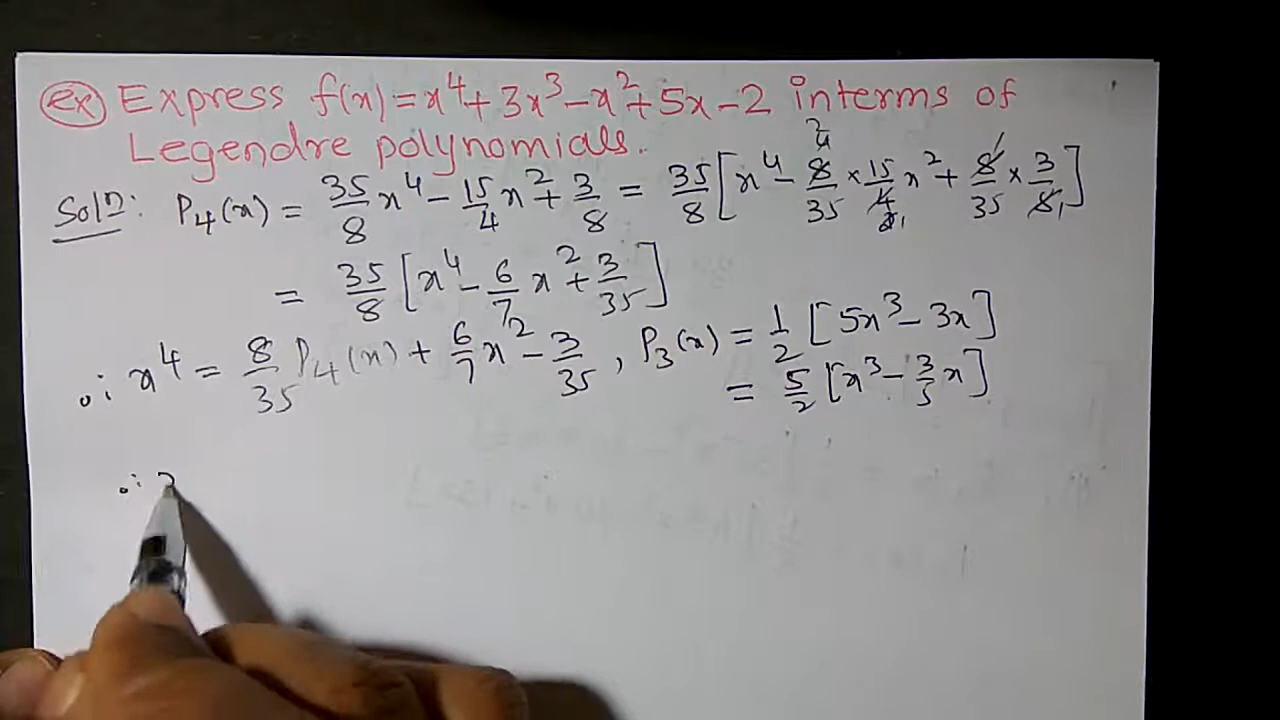 ex Express f(x) = x⁴ + 3x³ - x² + 5x - 2 interms of
Legendre polynomials.
Solⁿ: P₄(x) = 35/8 x⁴ - 15/4 x² + 3/8 = 35/8 [x⁴ - 8/35 × 15/4 x² + 8/35 × 3/8]
= 35/8 [x⁴ - 6/7 x² + 3/35]
∴ x⁴ = 8/35 P₄(x) + 6/7 x² - 3/35 , P₃(x) = 1/2 [5x³ - 3x]
= 5/2 [x³ - 3/5 x]
∴